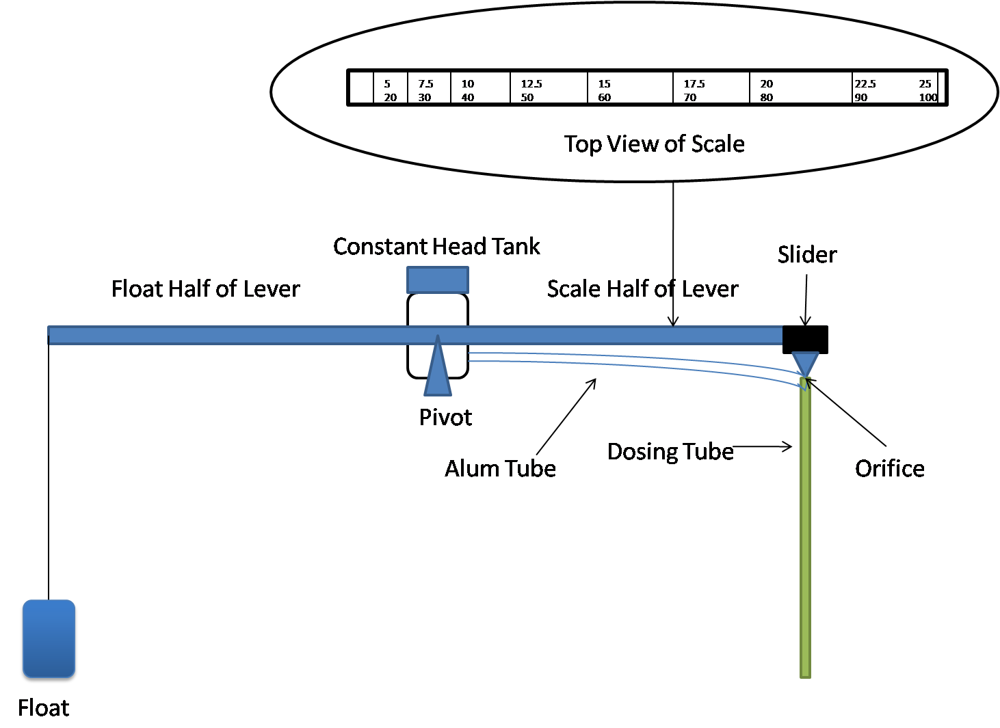 5 7.5 10 12.5 15 17.5 20 22.5 25
20 30 40 50 60 70 80 90 100
Top View of Scale
Constant Head Tank
Slider
Float Half of Lever
Scale Half of Lever
Pivot
Alum Tube
Dosing Tube
Orifice
Float